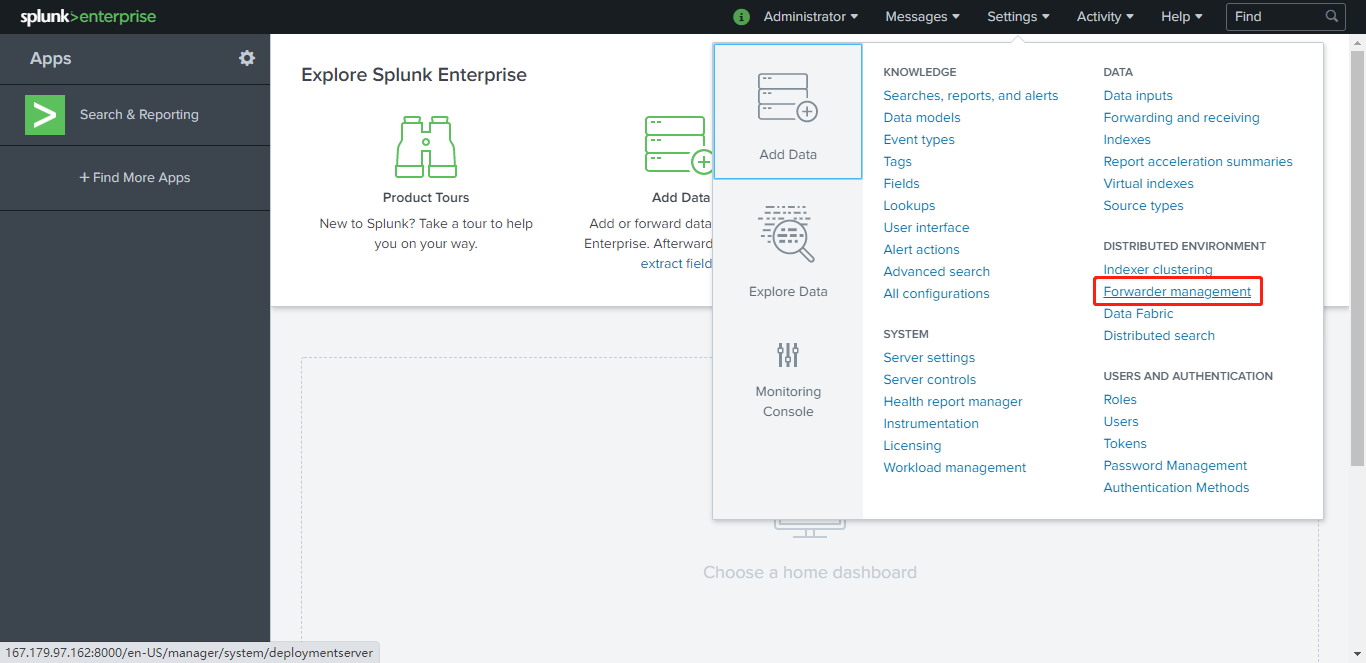 splunk>enterprise
i Administrator Messages Settings Activity Help Find
Apps
Search & Reporting
+ Find More Apps
Explore Splunk Enterprise
Product Tours
New to Splunk? Take a tour to help
you on your way.
Add Data
Add or forward data
Enterprise. Afterward
extract field
Add Data
Explore Data
Monitoring
Console
KNOWLEDGE
Searches, reports, and alerts
Data models
Event types
Tags
Fields
Lookups
User interface
Alert actions
Advanced search
All configurations
SYSTEM
Server settings
Server controls
Health report manager
Instrumentation
Licensing
Workload management
DATA
Data inputs
Forwarding and receiving
Indexes
Report acceleration summaries
Virtual indexes
Source types
DISTRIBUTED ENVIRONMENT
Indexer clustering
Forwarder management
Data Fabric
Distributed search
USERS AND AUTHENTICATION
Roles
Users
Tokens
Password Management
Authentication Methods
Choose a home dashboard
167.179.97.162:8000/en-US/manager/system/deploymentserver